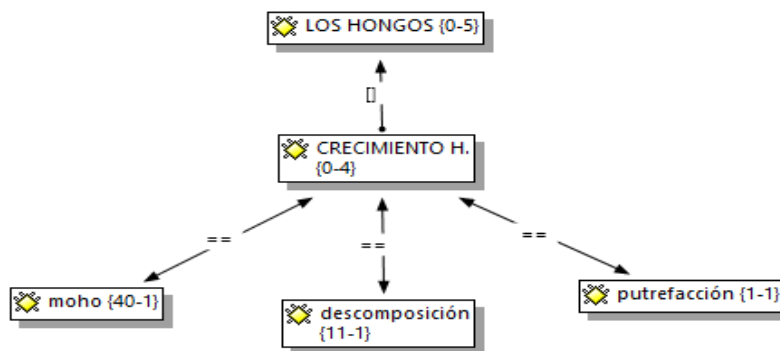 LOS HONGOS {0-5}
[]
CRECIMIENTO H.
{0-4}
==
==
==
moho {40-1}
descomposición
{11-1}
putrefacción {1-1}